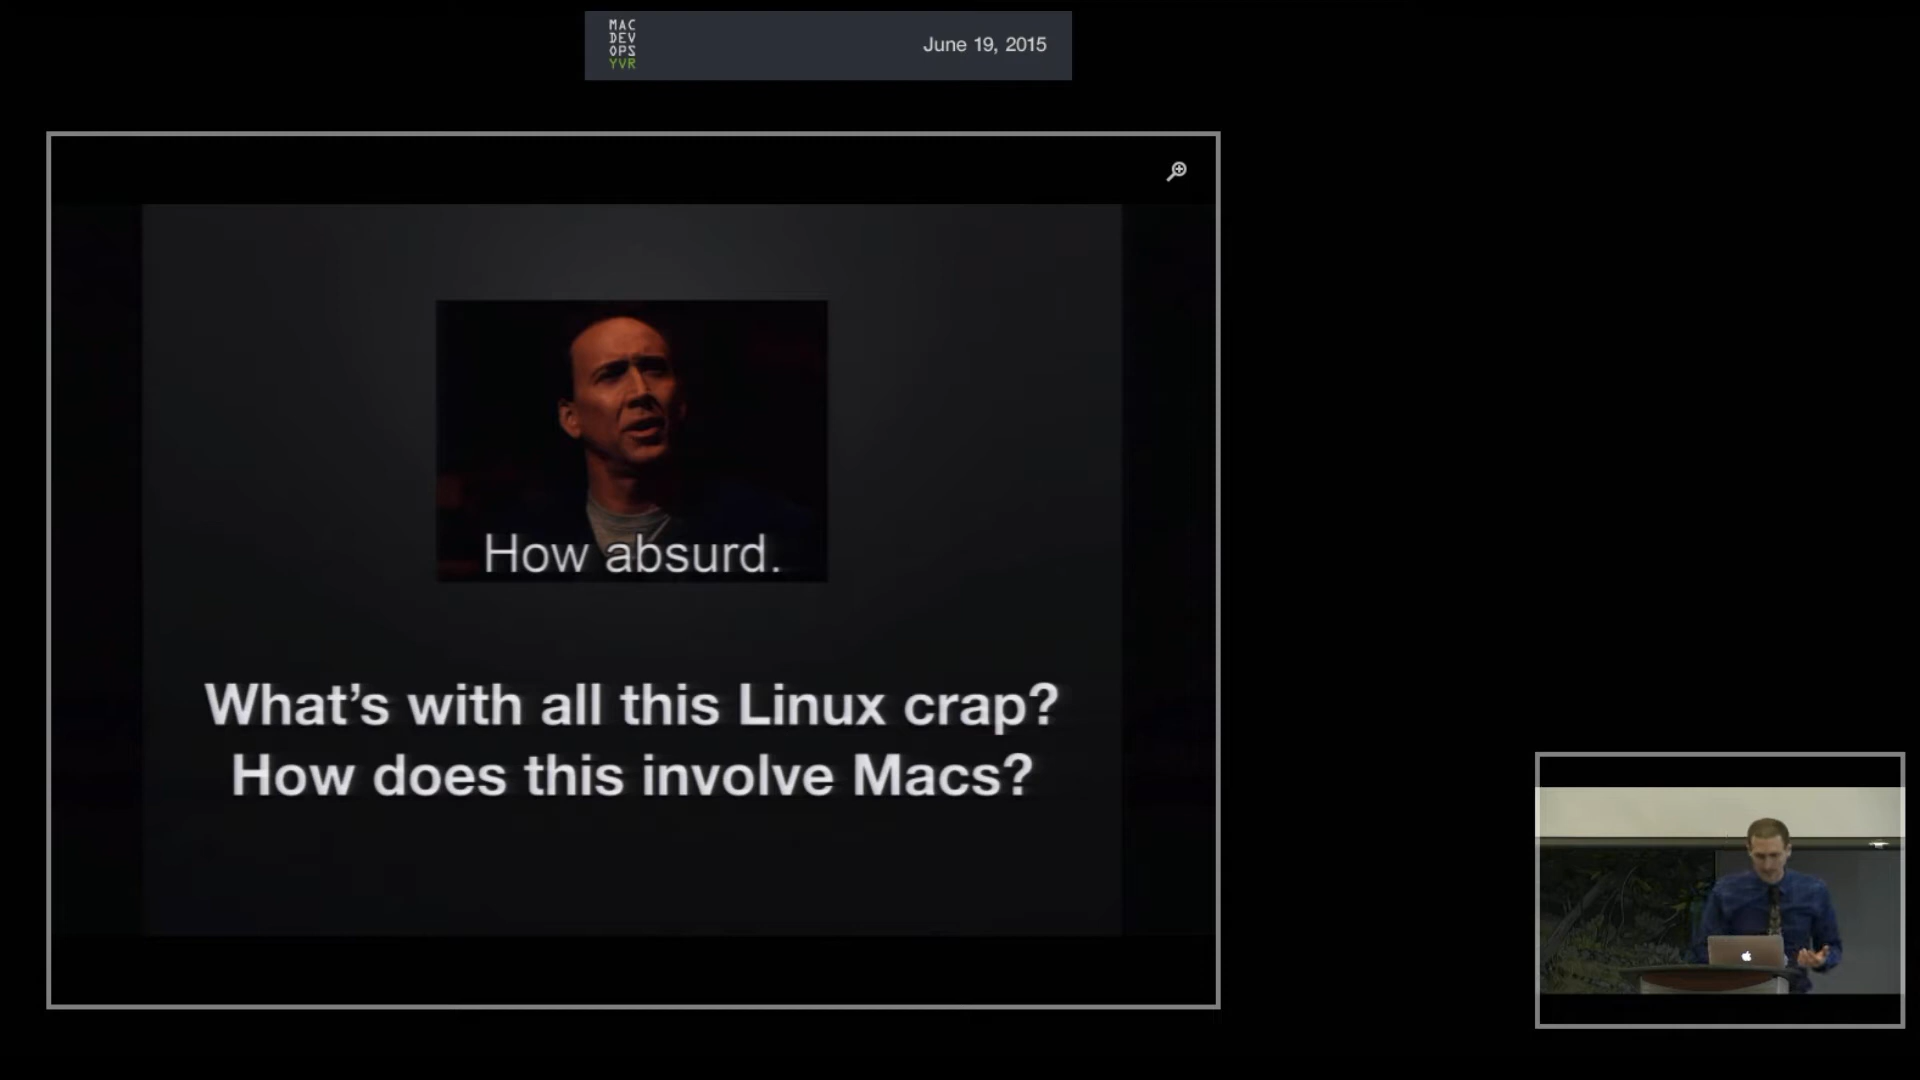 MAC
DEV
OPS
YVR
June 19, 2015
How absurd.
What's with all this Linux crap?
How does this involve Macs?